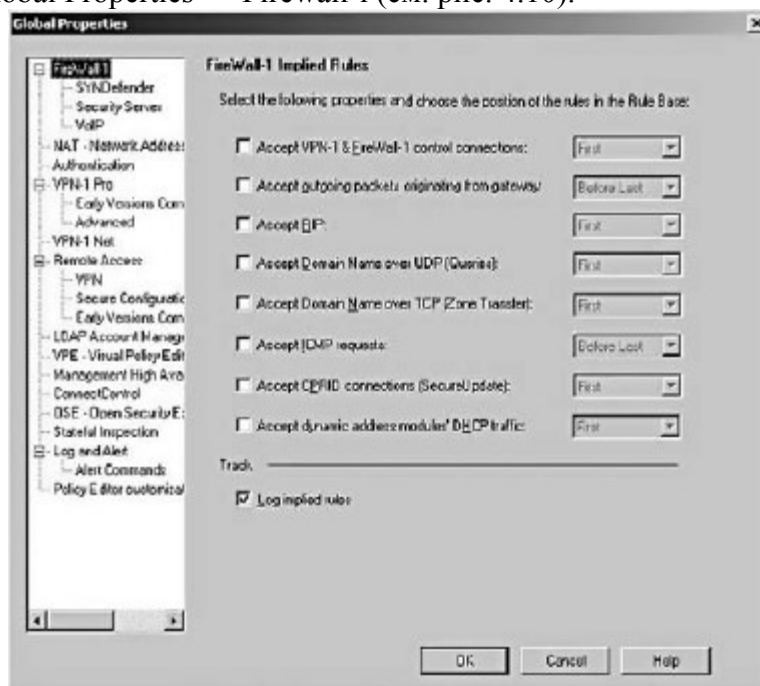 Global Properties — Firewall-1 (см. рис. 4.10).
Global Properties
FireWall-1
SYNDefender
Security Server
VoIP
NAT - Network Address
Authentication
VPN-1 Pro
Early Versions Com
Advanced
VPN-1 Net
Remote Access
VPN
Secure Configuratic
Early Versions Com
LDAP Account Manage
VPE - Virtual Policy Edit
Management High Ava
ConnectControl
OSE - Open Security E
Stateful Inspection
Log and Alert
Alert Commands
Policy Editor customizat
FireWall-1 Implied Rules
Select the following properties and choose the position of the rules in the Rule Base:
Accept VPN-1 & FireWall-1 control connections: First
Accept outgoing packets originating from gateway: Before Last
Accept RIP: First
Accept Domain Name over UDP (Queries): First
Accept Domain Name over TCP (Zone Transfer): First
Accept ICMP requests: Before Last
Accept CPRID connections (SecureUpdate): First
Accept dynamic address modules' DHCP traffic: First
Track
Log implied rules
OK Cancel Help